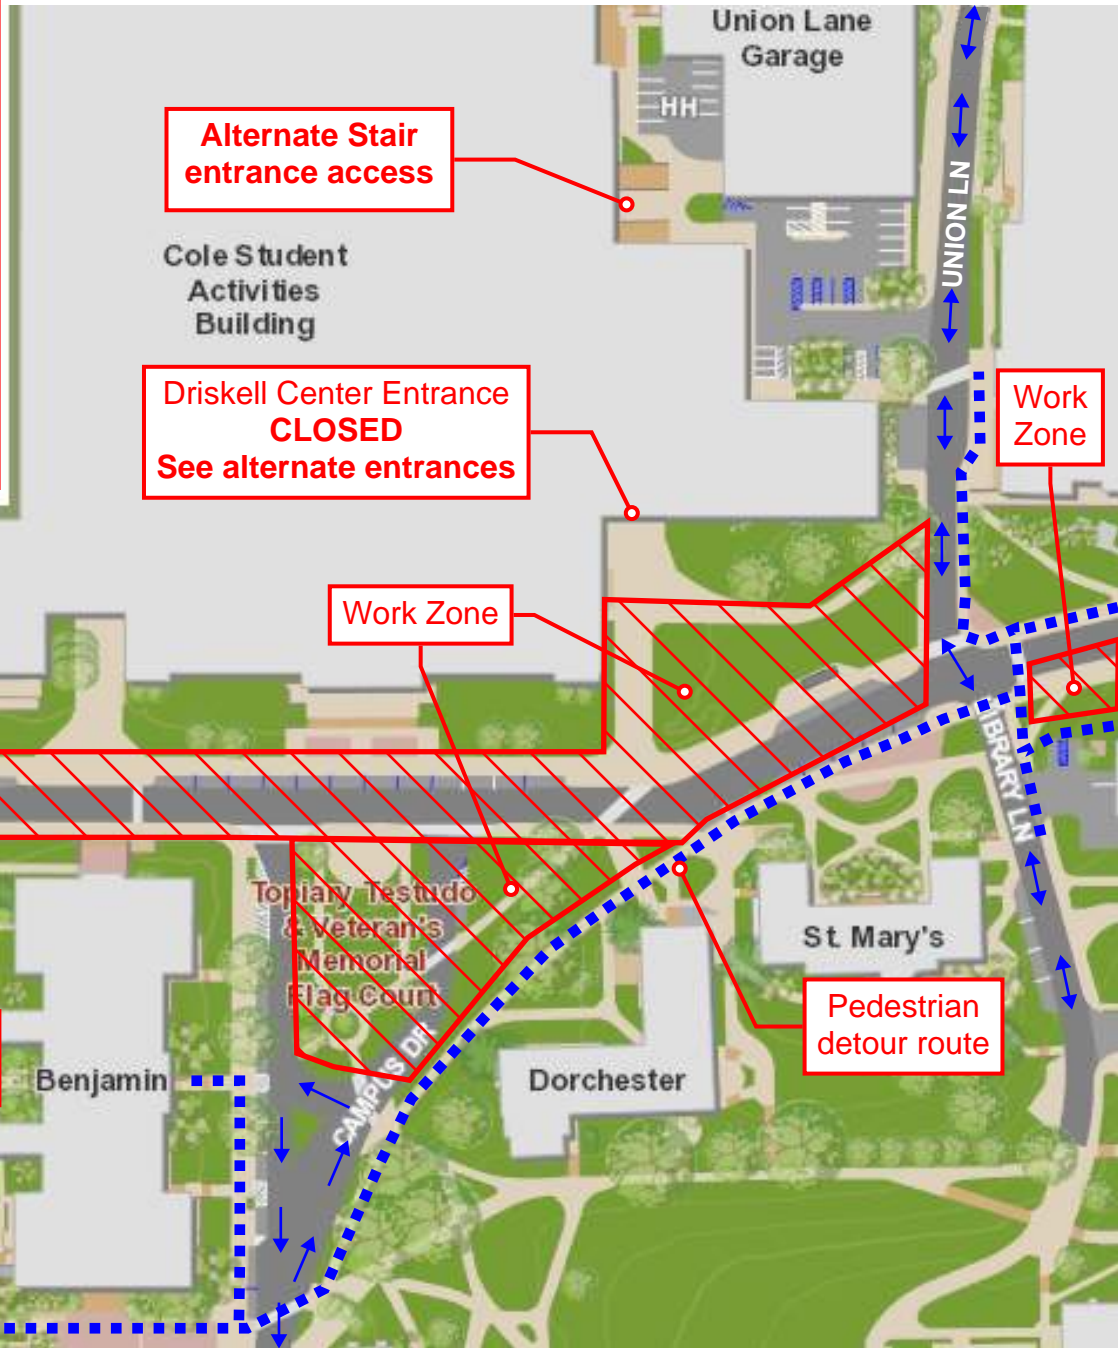 Union Lane
Garage
HH
Alternate Stair
entrance access
UNION LN
Cole Student
Activities
Building
Driskell Center Entrance
CLOSED
See alternate entrances
Work
Zone
Work Zone
LIBRARY LN
Topiary Testudo
& Veteran's
Memorial
Flag Court
St. Mary's
Pedestrian
detour route
Benjamin
Dorchester
CAMPUS DR